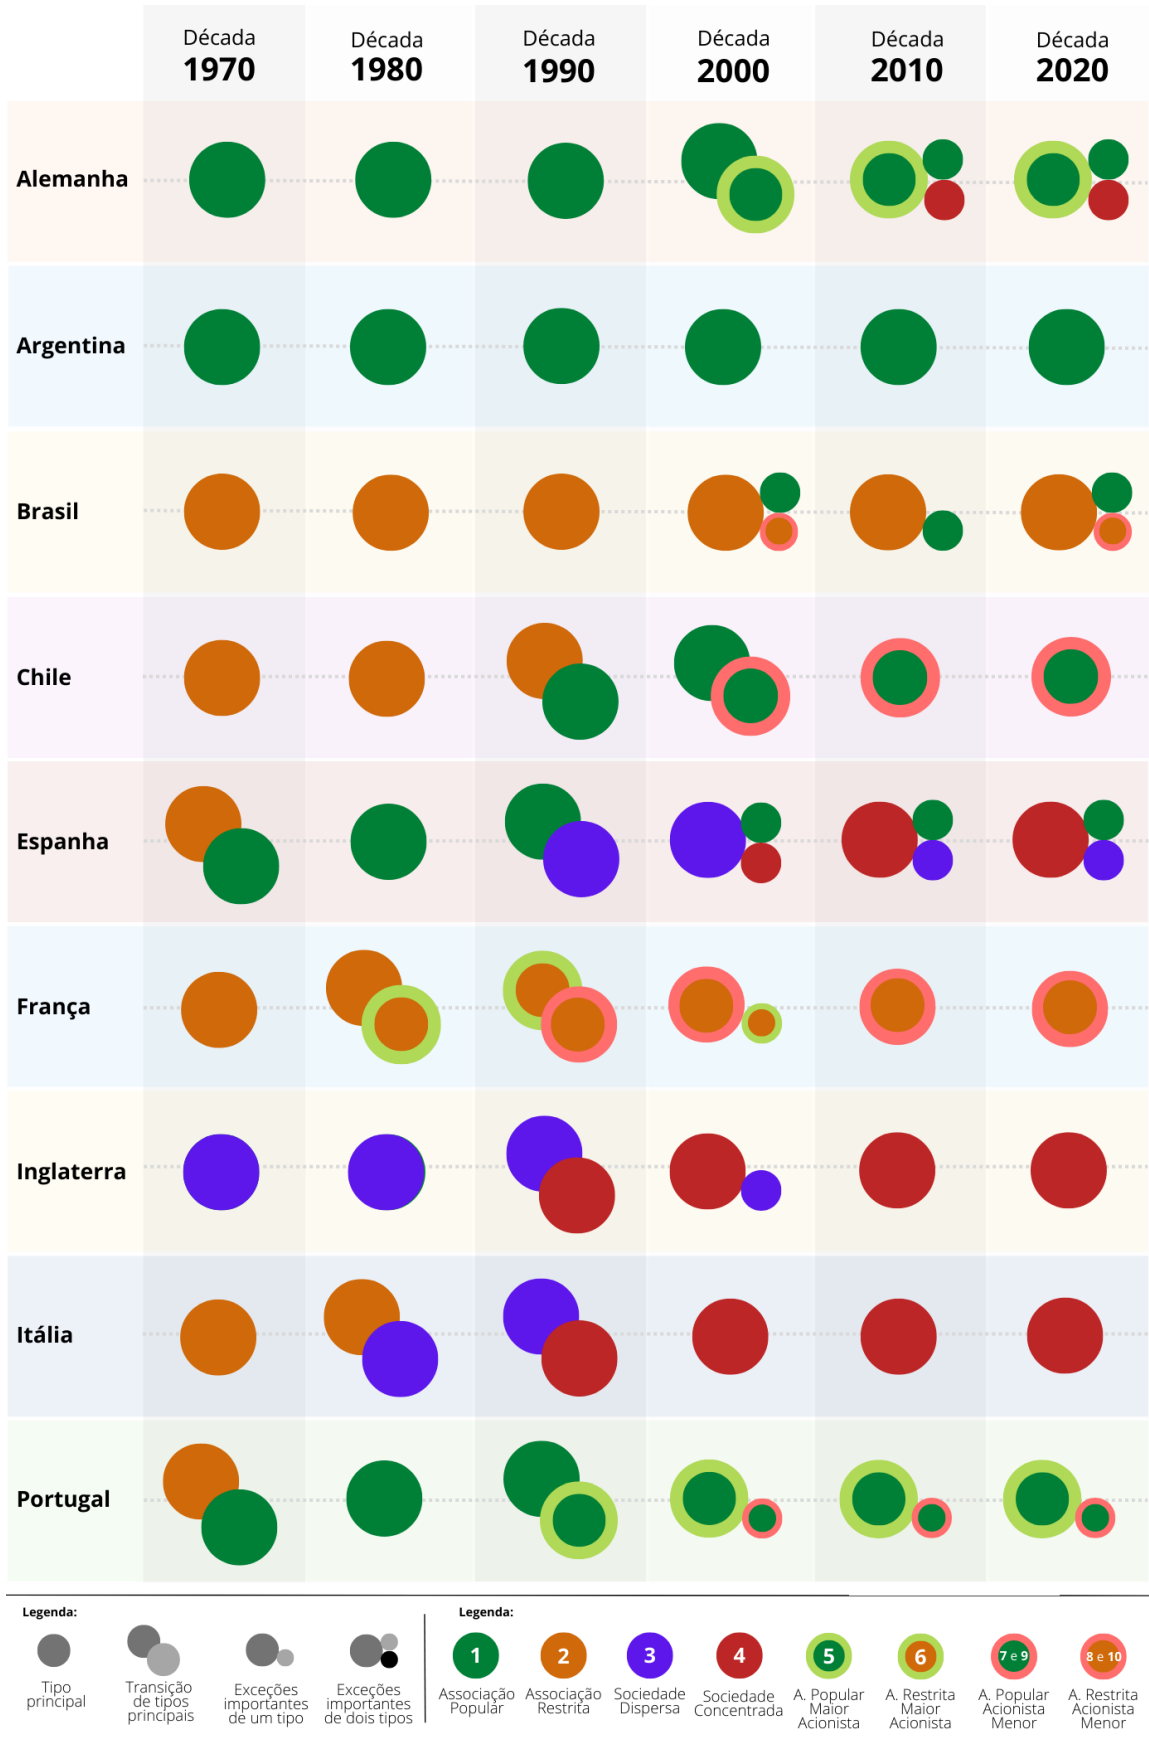 Década
1970
Década
1980
Década
1990
Década
2000
Década
2010
Década
2020
Alemanha
Argentina
Brasil
Chile
Espanha
França
Inglaterra
Itália
Portugal
Legenda:
Tipo
principal
Transição
de tipos
principais
Exceções
importantes
de um tipo
Exceções
importantes
de dois tipos
Legenda:
1
Associação
Popular
2
Associação
Restrita
3
Sociedade
Dispersa
4
Sociedade
Concentrada
5
A. Popular
Maior
Acionista
6
A. Restrita
Maior
Acionista
7 e 9
A. Popular
Acionista
Menor
8 e 10
A. Restrita
Acionista
Menor